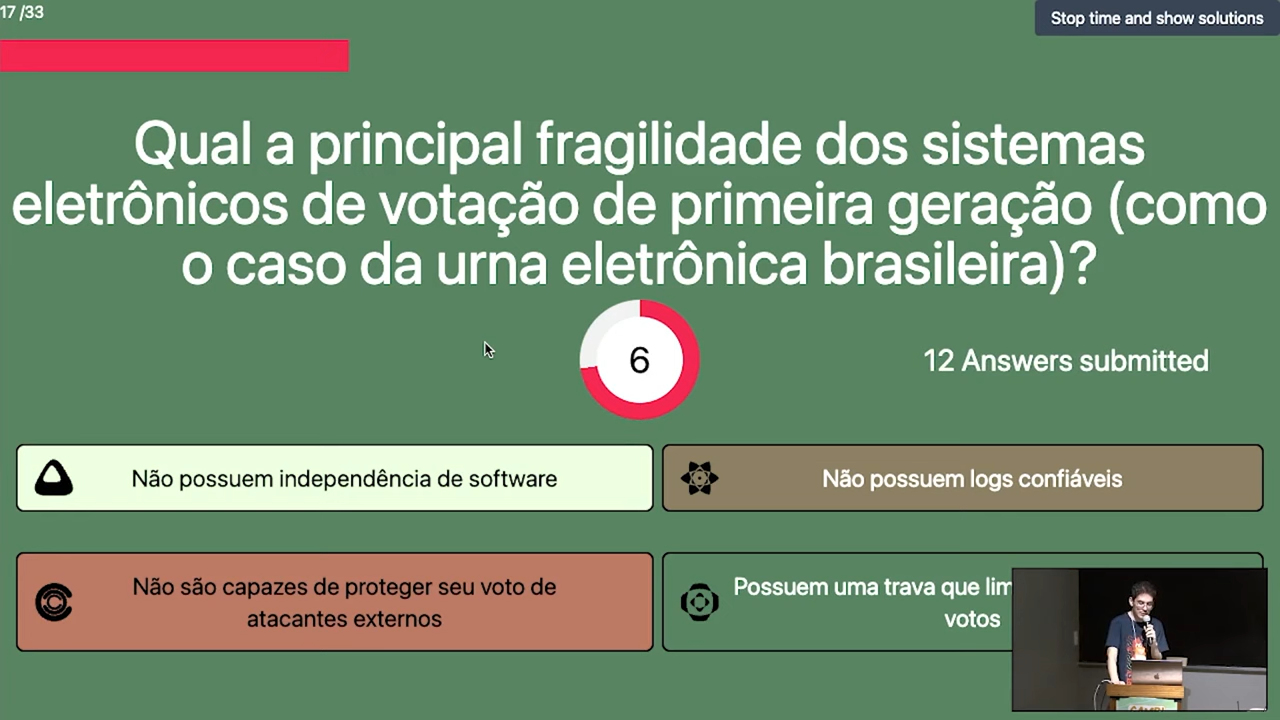 17 /33
Stop time and show solutions
Qual a principal fragilidade dos sistemas
eletrônicos de votação de primeira geração (como
o caso da urna eletrônica brasileira)?
6
12 Answers submitted
Não possuem independência de software
Não possuem logs confiáveis
Não são capazes de proteger seu voto de
atacantes externos
Possuem uma trava que
votos